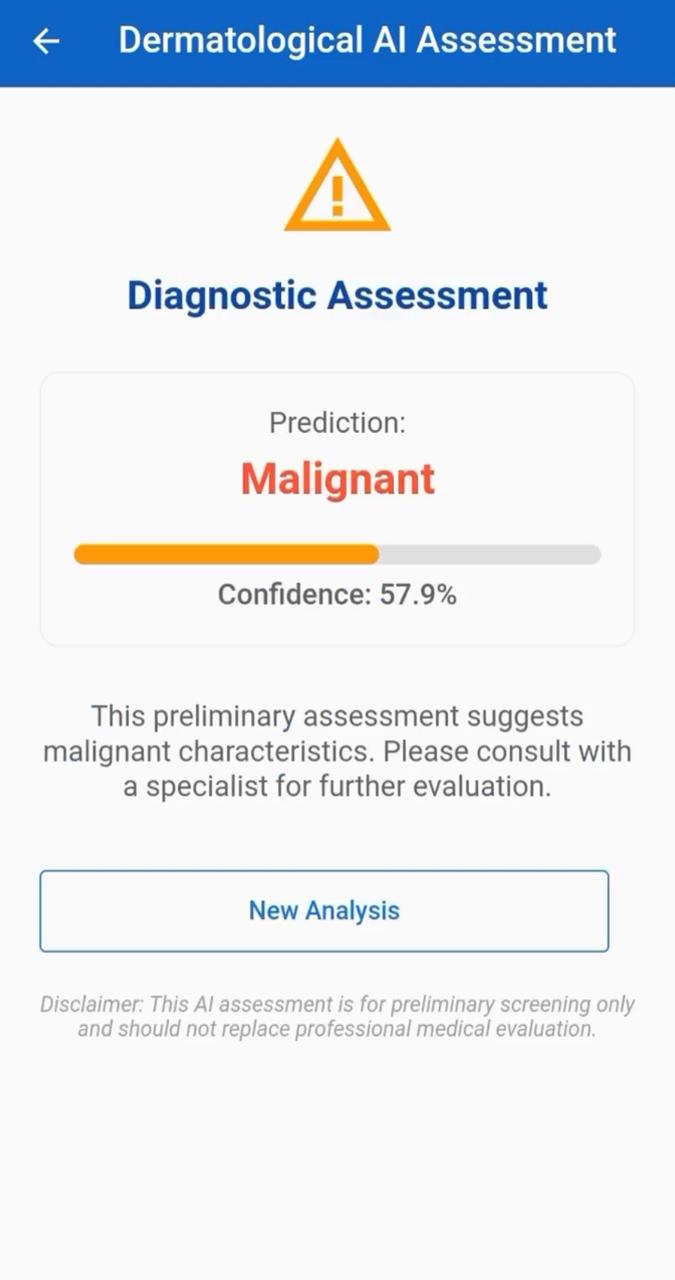 Dermatological AI Assessment
Diagnostic Assessment
Prediction:
Malignant
Confidence: 57.9%
This preliminary assessment suggests
malignant characteristics. Please consult with
a specialist for further evaluation.
New Analysis
Disclaimer: This AI assessment is for preliminary screening only
and should not replace professional medical evaluation.